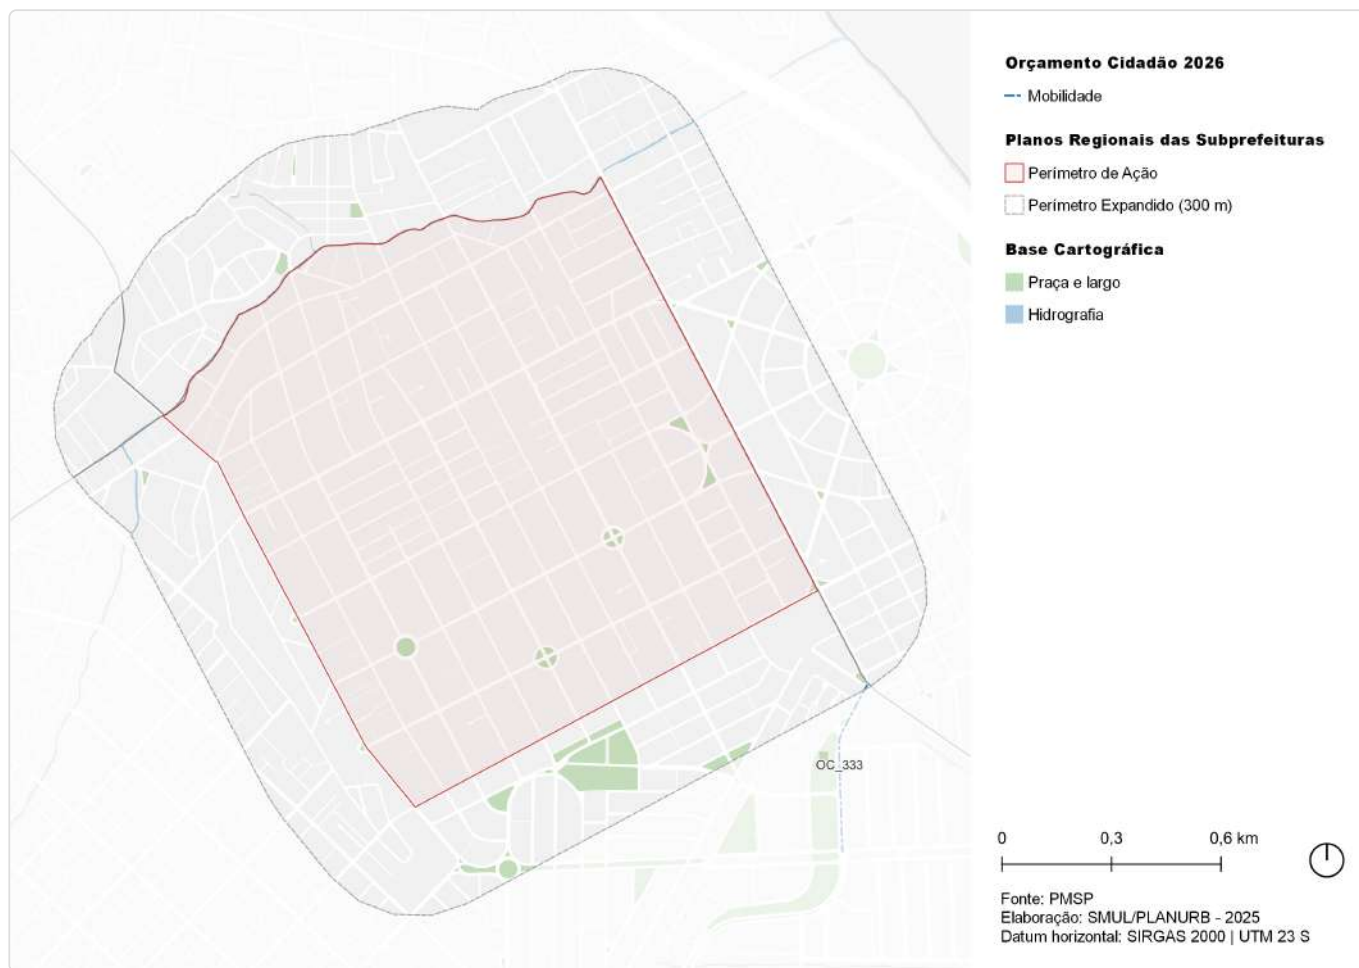 Orçamento Cidadão 2026
Mobilidade
Planos Regionais das Subprefeituras
Perímetro de Ação
Perímetro Expandido (300 m)
Base Cartográfica
Praça e largo
Hidrografia
OC_333
0 0,3 0,6 km
Fonte: PMSP
Elaboração: SMUL/PLANURB - 2025
Datum horizontal: SIRGAS 2000 | UTM 23 S